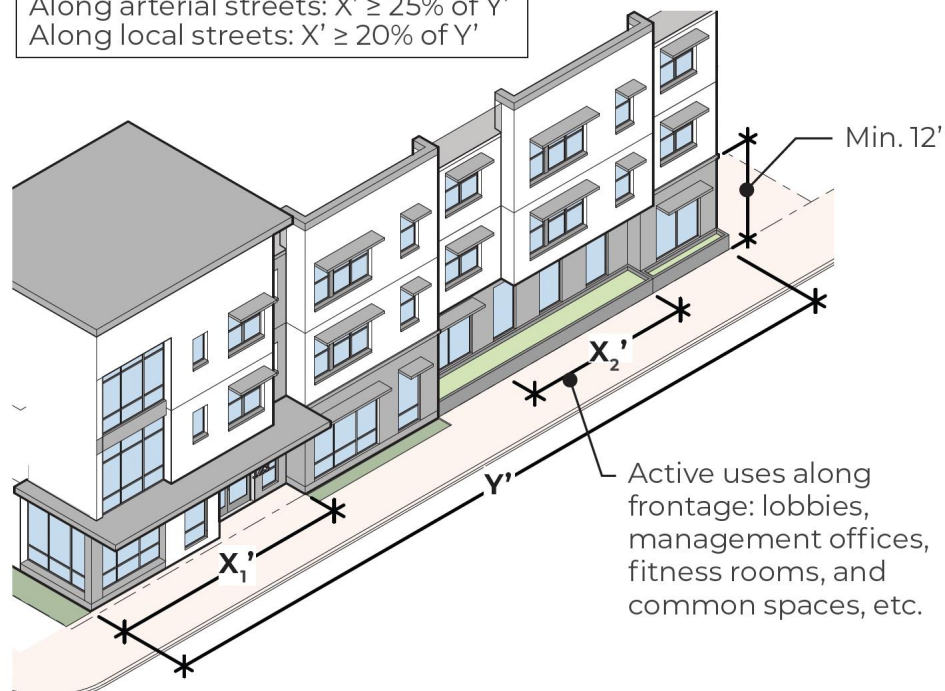 Along arterial streets: X' ≥ 25% of Y'
Along local streets: X' ≥ 20% of Y'
Min. 12'
X₂'
Y'
X₁'
Active uses along
frontage: lobbies,
management offices,
fitness rooms, and
common spaces, etc.